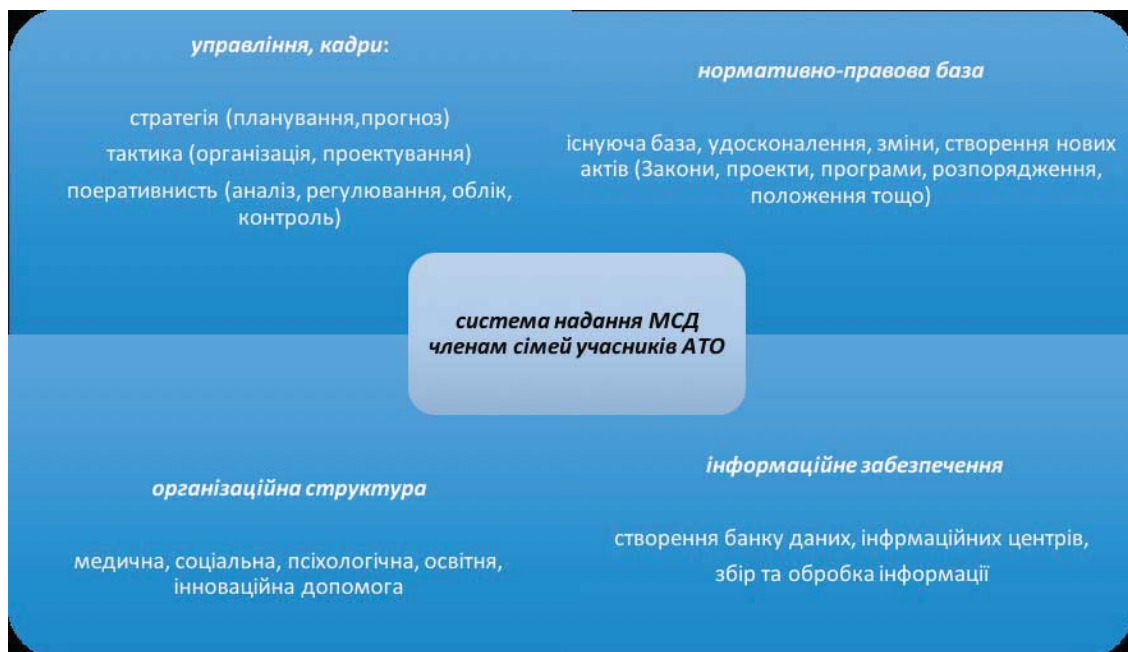 управління, кадри:
стратегія (планування,прогноз)
тактика (організація, проектування)
поеративнисть (аналіз, регулювання, облік,
контроль)
нормативно-правова база
існуюча база, удосконалення, зміни, створення нових
актів (Закони, проекти, програми, розпорядження,
положення тощо)
система надання МСД
членам сімей учасників АТО
організаційна структура
медична, соціальна, псіхологічна, освітня,
інноваційна допомога
інформаційне забезпечення
створення банку даних, інфрмаційних центрів,
збір та обробка інформації